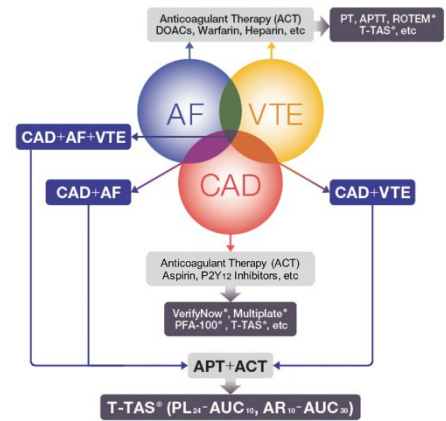 Anticoagulant Therapy (ACT)
DOACs, Warfarin, Heparin, etc
PT, APTT, ROTEM*
T-TAS*, etc
AF
VTE
CAD
CAD+AF+VTE
CAD+AF
CAD+VTE
Anticoagulant Therapy (ACT)
Aspirin, P2Y12 Inhibitors, etc
VerifyNow*, Multiplate*
PFA-100*, T-TAS*, etc
APT+ACT
T-TAS® (PL24-AUC10, AR10-AUC30)